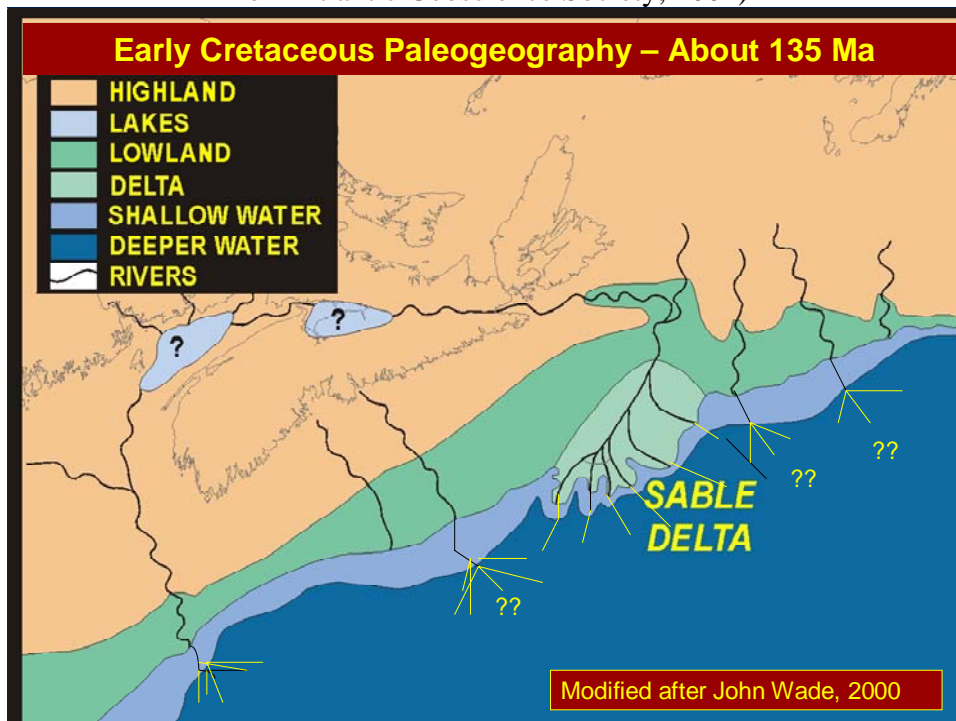 Early Cretaceous Paleogeography – About 135 Ma
HIGHLAND
LAKES
LOWLAND
DELTA
SHALLOW WATER
DEEPER WATER
RIVERS
?
?
??
??
SABLE
DELTA
??
Modified after John Wade, 2000